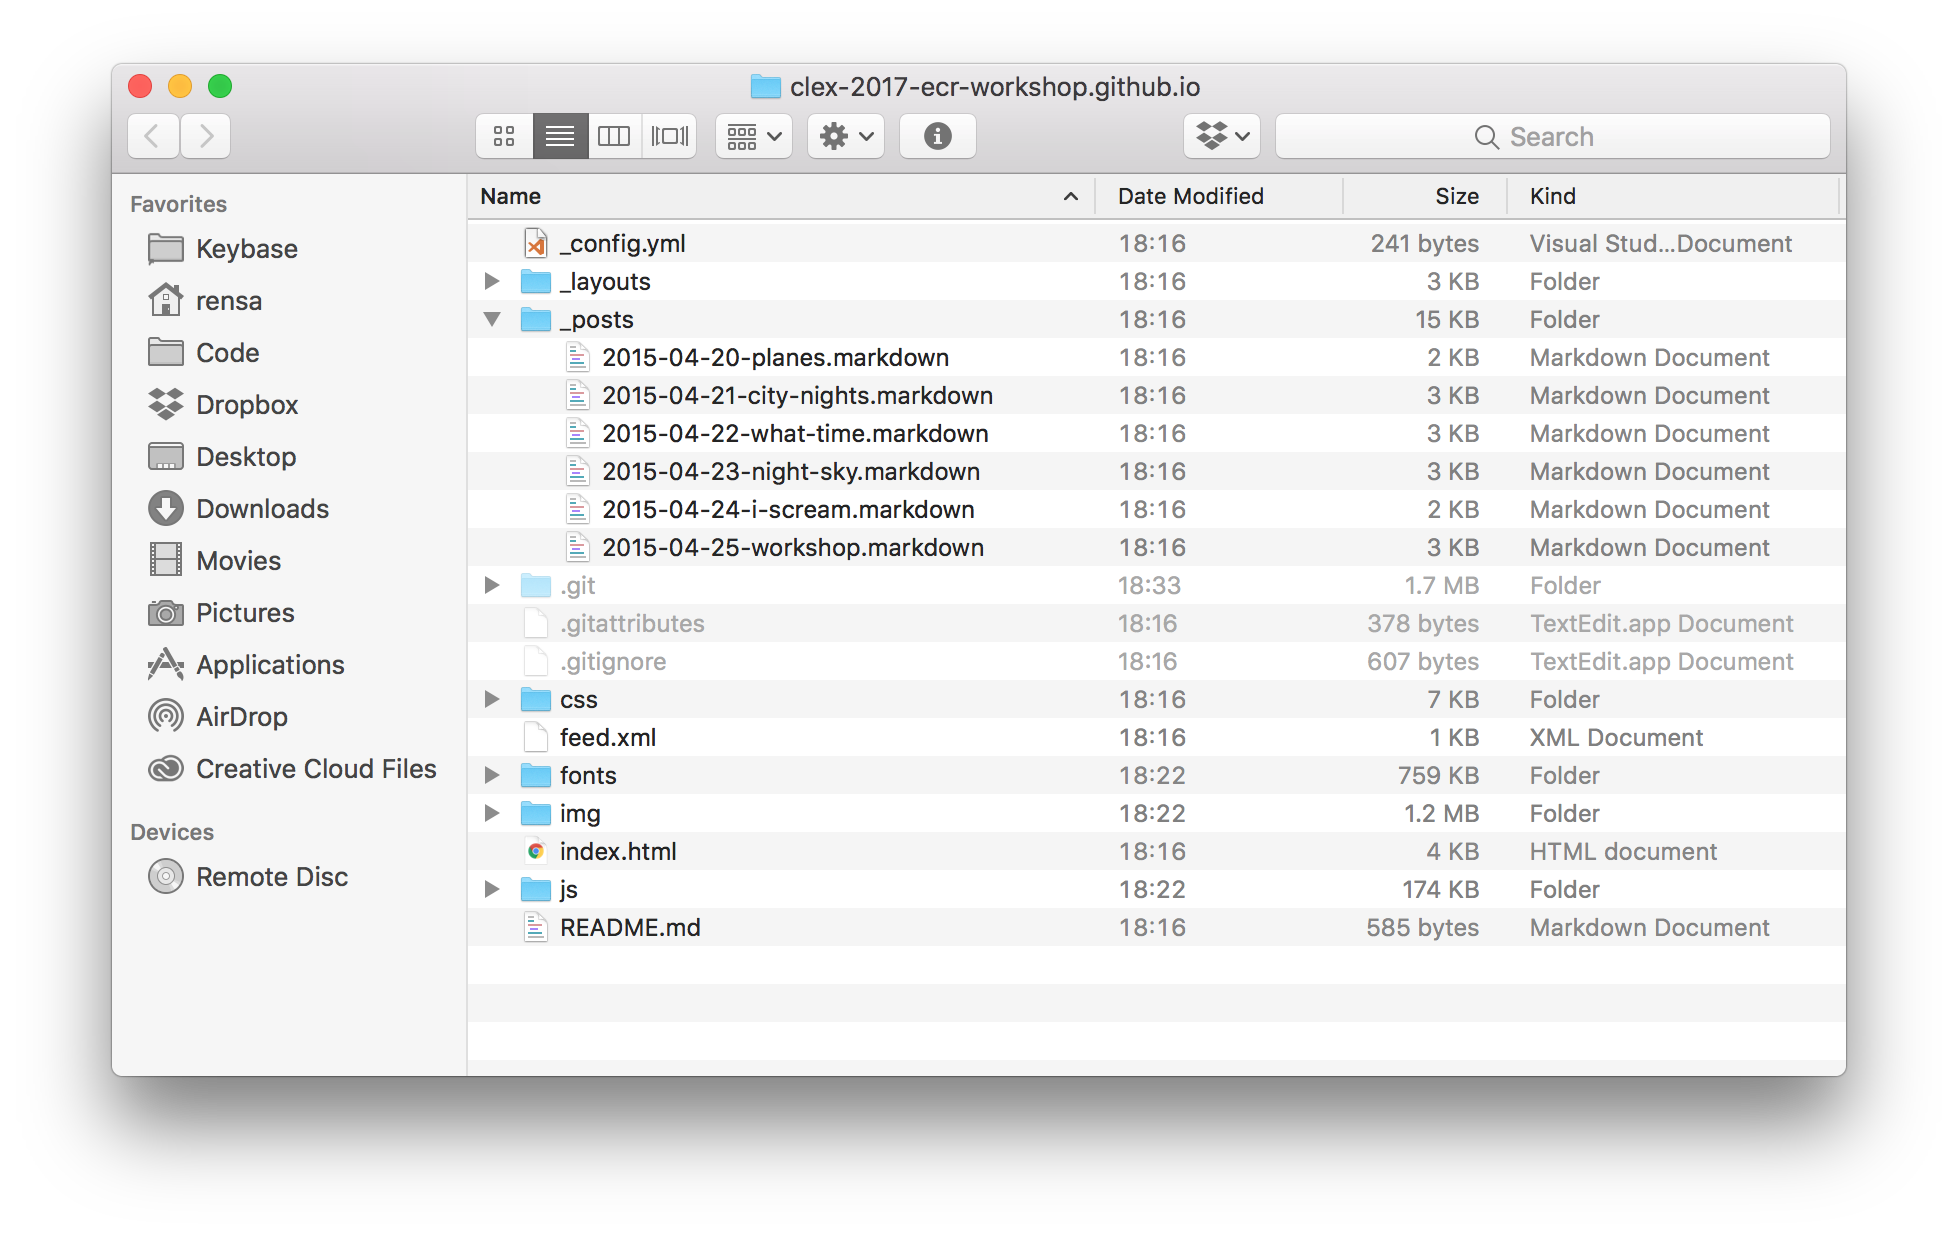 clex-2017-ecr-workshop.github.io
Search
Favorites
Keybase
rensa
Code
Dropbox
Desktop
Downloads
Movies
Pictures
Applications
AirDrop
Creative Cloud Files
Devices
Remote Disc
Name Date Modified Size Kind
_config.yml 18:16 241 bytes Visual Stud...Document
_layouts 18:16 3 KB Folder
_posts 18:16 15 KB Folder
2015-04-20-planes.markdown 18:16 2 KB Markdown Document
2015-04-21-city-nights.markdown 18:16 3 KB Markdown Document
2015-04-22-what-time.markdown 18:16 3 KB Markdown Document
2015-04-23-night-sky.markdown 18:16 3 KB Markdown Document
2015-04-24-i-scream.markdown 18:16 2 KB Markdown Document
2015-04-25-workshop.markdown 18:16 3 KB Markdown Document
.git 18:33 1.7 MB Folder
.gitattributes 18:16 378 bytes TextEdit.app Document
.gitignore 18:16 607 bytes TextEdit.app Document
css 18:16 7 KB Folder
feed.xml 18:16 1 KB XML Document
fonts 18:22 759 KB Folder
img 18:22 1.2 MB Folder
index.html 18:16 4 KB HTML document
js 18:22 174 KB Folder
README.md 18:16 585 bytes Markdown Document